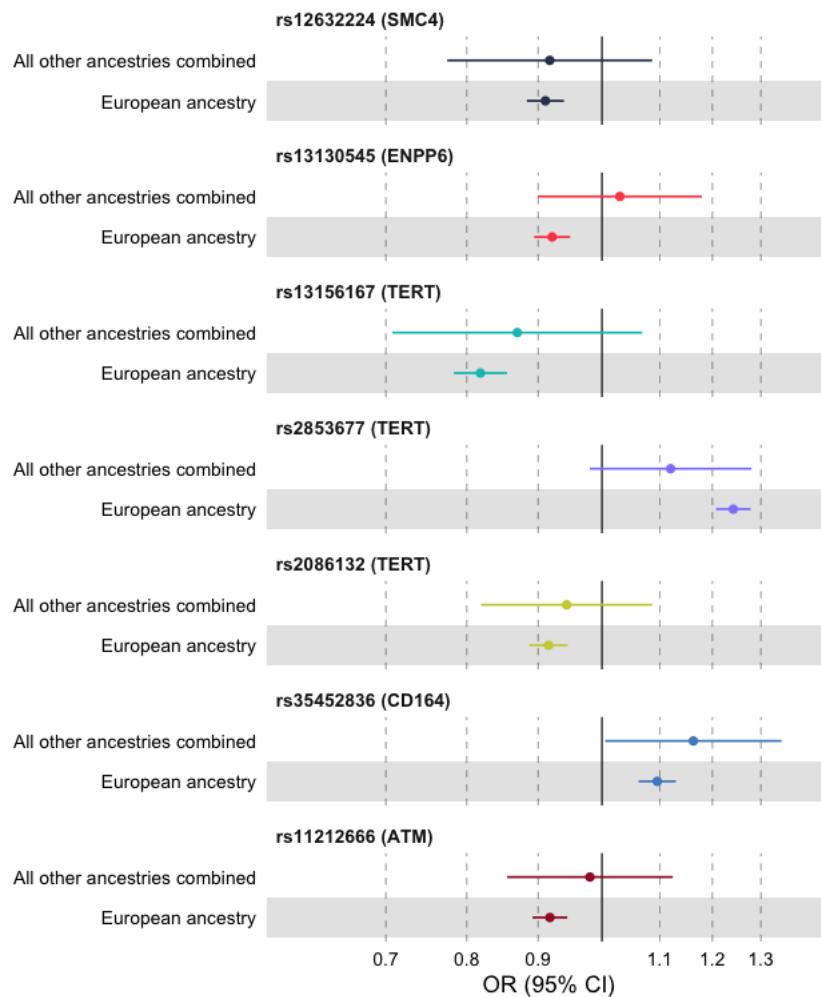 rs12632224 (SMC4)
All other ancestries combined
European ancestry
rs13130545 (ENPP6)
All other ancestries combined
European ancestry
rs13156167 (TERT)
All other ancestries combined
European ancestry
rs2853677 (TERT)
All other ancestries combined
European ancestry
rs2086132 (TERT)
All other ancestries combined
European ancestry
rs35452836 (CD164)
All other ancestries combined
European ancestry
rs11212666 (ATM)
All other ancestries combined
European ancestry
0.7 0.8 0.9 1.1 1.2 1.3
OR (95% CI)